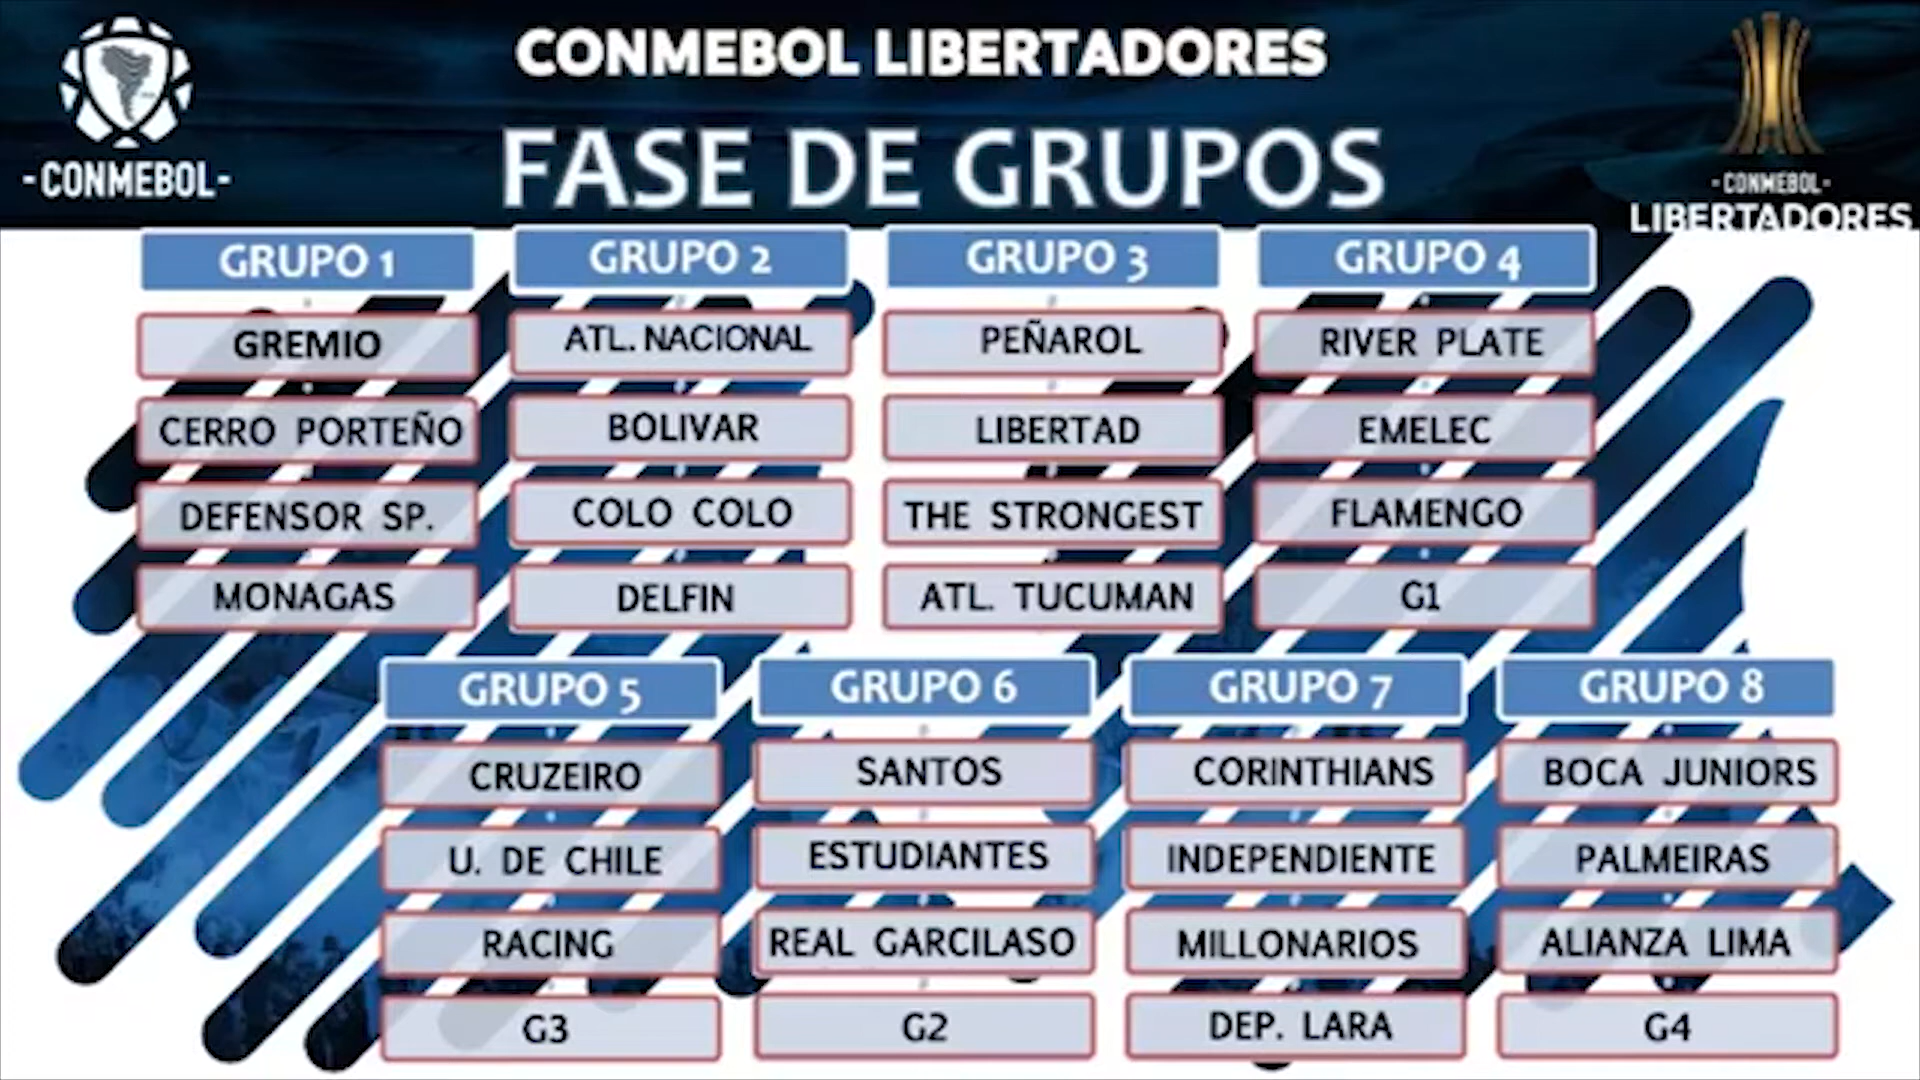 CONMEBOL LIBERTADORES
FASE DE GRUPOS
-CONMEBOL-
-CONMEBOL-
LIBERTADORES
GRUPO 1
GREMIO
CERRO PORTEÑO
DEFENSOR SP.
MONAGAS
GRUPO 2
ATL. NACIONAL
BOLIVAR
COLO COLO
DELFIN
GRUPO 3
PEÑAROL
LIBERTAD
THE STRONGEST
ATL. TUCUMAN
GRUPO 4
RIVER PLATE
EMELEC
FLAMENGO
G1
GRUPO 5
CRUZEIRO
U. DE CHILE
RACING
G3
GRUPO 6
SANTOS
ESTUDIANTES
REAL GARCILASO
G2
GRUPO 7
CORINTHIANS
INDEPENDIENTE
MILLONARIOS
DEP. LARA
GRUPO 8
BOCA JUNIORS
PALMEIRAS
ALIANZA LIMA
G4